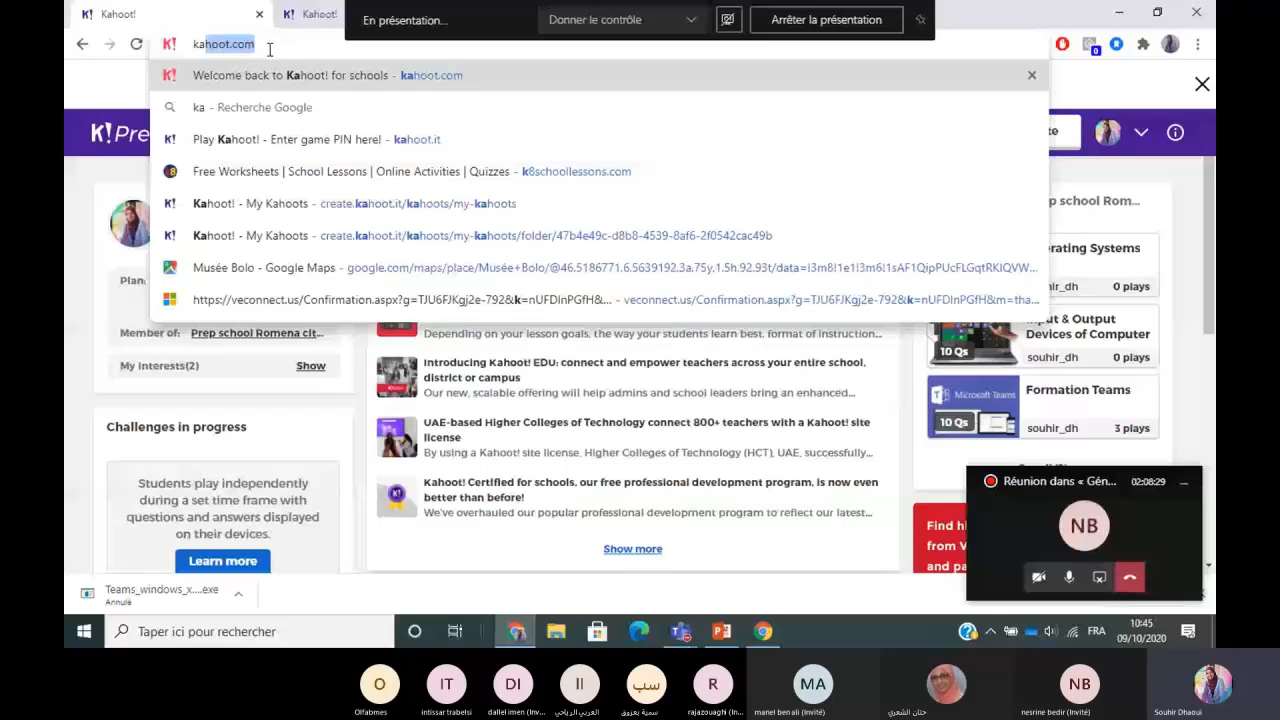 Kahoot!
Kahoot!
En présentation...
Donner le contrôle
Arrêter la présentation
kahoot.com
0
Welcome back to Kahoot! for schools - kahoot.com
ka - Recherche Google
Play Kahoot! - Enter game PIN here! - kahoot.it
Free Worksheets | School Lessons | Online Activities | Quizzes - k8schoollessons.com
Kahoot! - My Kahoots - create.kahoot.it/kahoots/my-kahoots
Kahoot! - My Kahoots - create.kahoot.it/kahoots/my-kahoots/folder/47b4e49c-d8b8-4539-8af6-2f0542cac49b
Musée Bolo - Google Maps - google.com/maps/place/Musée+Bolo/@46.5186771,6.5639192,3a,75y,1.5h,92.93t/data=!3m8!1e1!3m6!1sAF1QipPUcFLGqtRKIQVW...
https://veconnect.us/Confirmation.aspx?g=TJU6FJKgj2e-792&k=nUFDInPGfH&... - veconnect.us/Confirmation.aspx?g=TJU6FJKgj2e-792&k=nUFDInPGfH&m=tha...
K!Pre
te
Plan:
Member of: Prep school Romena cit...
My Interests(2) Show
Challenges in progress
Students play independently
during a set time frame with
questions and answers displayed
on their devices.
Learn more
Depending on your lesson goals, the way your students learn best, format of instruction...
Introducing Kahoot! EDU: connect and empower teachers across your entire school,
district or campus
Our new, scalable offering will help admins and school leaders bring an enhanced...
UAE-based Higher Colleges of Technology connect 800+ teachers with a Kahoot! site
license
By using a Kahoot! site license, Higher Colleges of Technology (HCT), UAE, successfully...
Kahoot! Certified for schools, our free professional development program, is now even
better than before!
We've overhauled our popular professional development program to reflect our latest...
Show more
p school Rom...
erating Systems
souhir_dh 0 plays
Input & Output
Devices of Computer
10 Qs
souhir_dh 0 plays
Microsoft Teams
Formation Teams
10 Qs
souhir_dh 3 plays
Find h
from V
and pa
Réunion dans « Gén... 02:08:29
NB
Teams_windows_x....exe
Annulé
Taper ici pour rechercher
FRA
10:45
09/10/2020
O
IT
DI
اا
سب
R
MA
NB
Olfabmes
intissar trabelsi
dallel imen (Inv...
العربي الرياحي
سمية بعزوق
rajazouaghi (In...
manel ben ali (Invité)
حنان الشعري
nesrine bedir (Invité)
Souhir Dhaoui